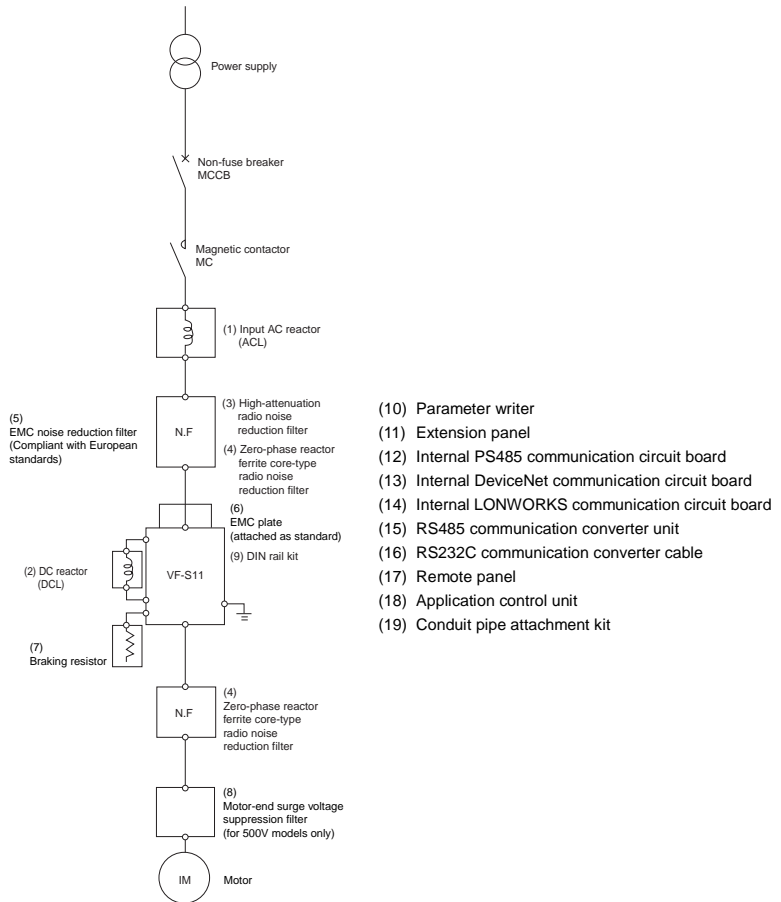 Power supply
Non-fuse breaker
MCCB
Magnetic contactor
MC
(1) Input AC reactor
(ACL)
(5)
EMC noise reduction filter
(Compliant with European
standards)
N.F
(3) High-attenuation
radio noise
reduction filter
(4) Zero-phase reactor
ferrite core-type
radio noise
reduction filter
(6)
EMC plate
(attached as standard)
(9) DIN rail kit
(2) DC reactor
(DCL)
VF-S11
(7)
Braking resistor
N.F
(4)
Zero-phase reactor
ferrite core-type
radio noise
reduction filter
(8)
Motor-end surge voltage
suppression filter
(for 500V models only)
IM
Motor
(10) Parameter writer
(11) Extension panel
(12) Internal PS485 communication circuit board
(13) Internal DeviceNet communication circuit board
(14) Internal LONWORKS communication circuit board
(15) RS485 communication converter unit
(16) RS232C communication converter cable
(17) Remote panel
(18) Application control unit
(19) Conduit pipe attachment kit